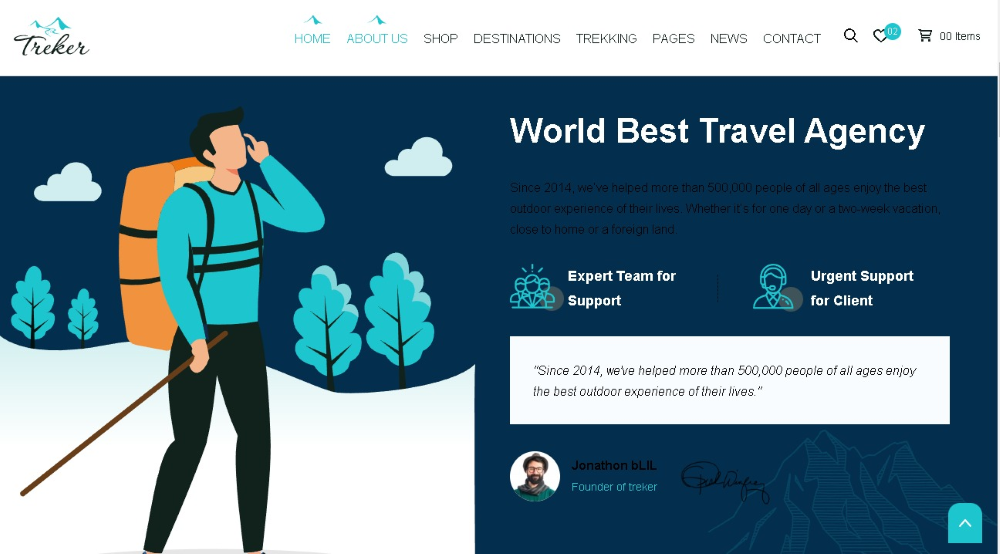 Treker
HOME
ABOUT US
SHOP
DESTINATIONS
TREKKING
PAGES
NEWS
CONTACT
02
00 Items
World Best Travel Agency
Since 2014, we've helped more than 500,000 people of all ages enjoy the best
outdoor experience of their lives. Whether it's for one day or a two-week vacation,
close to home or a foreign land.
Expert Team for
Support
Urgent Support
for Client
"Since 2014, we've helped more than 500,000 people of all ages enjoy
the best outdoor experience of their lives."
Jonathon bLIL
Founder of treker